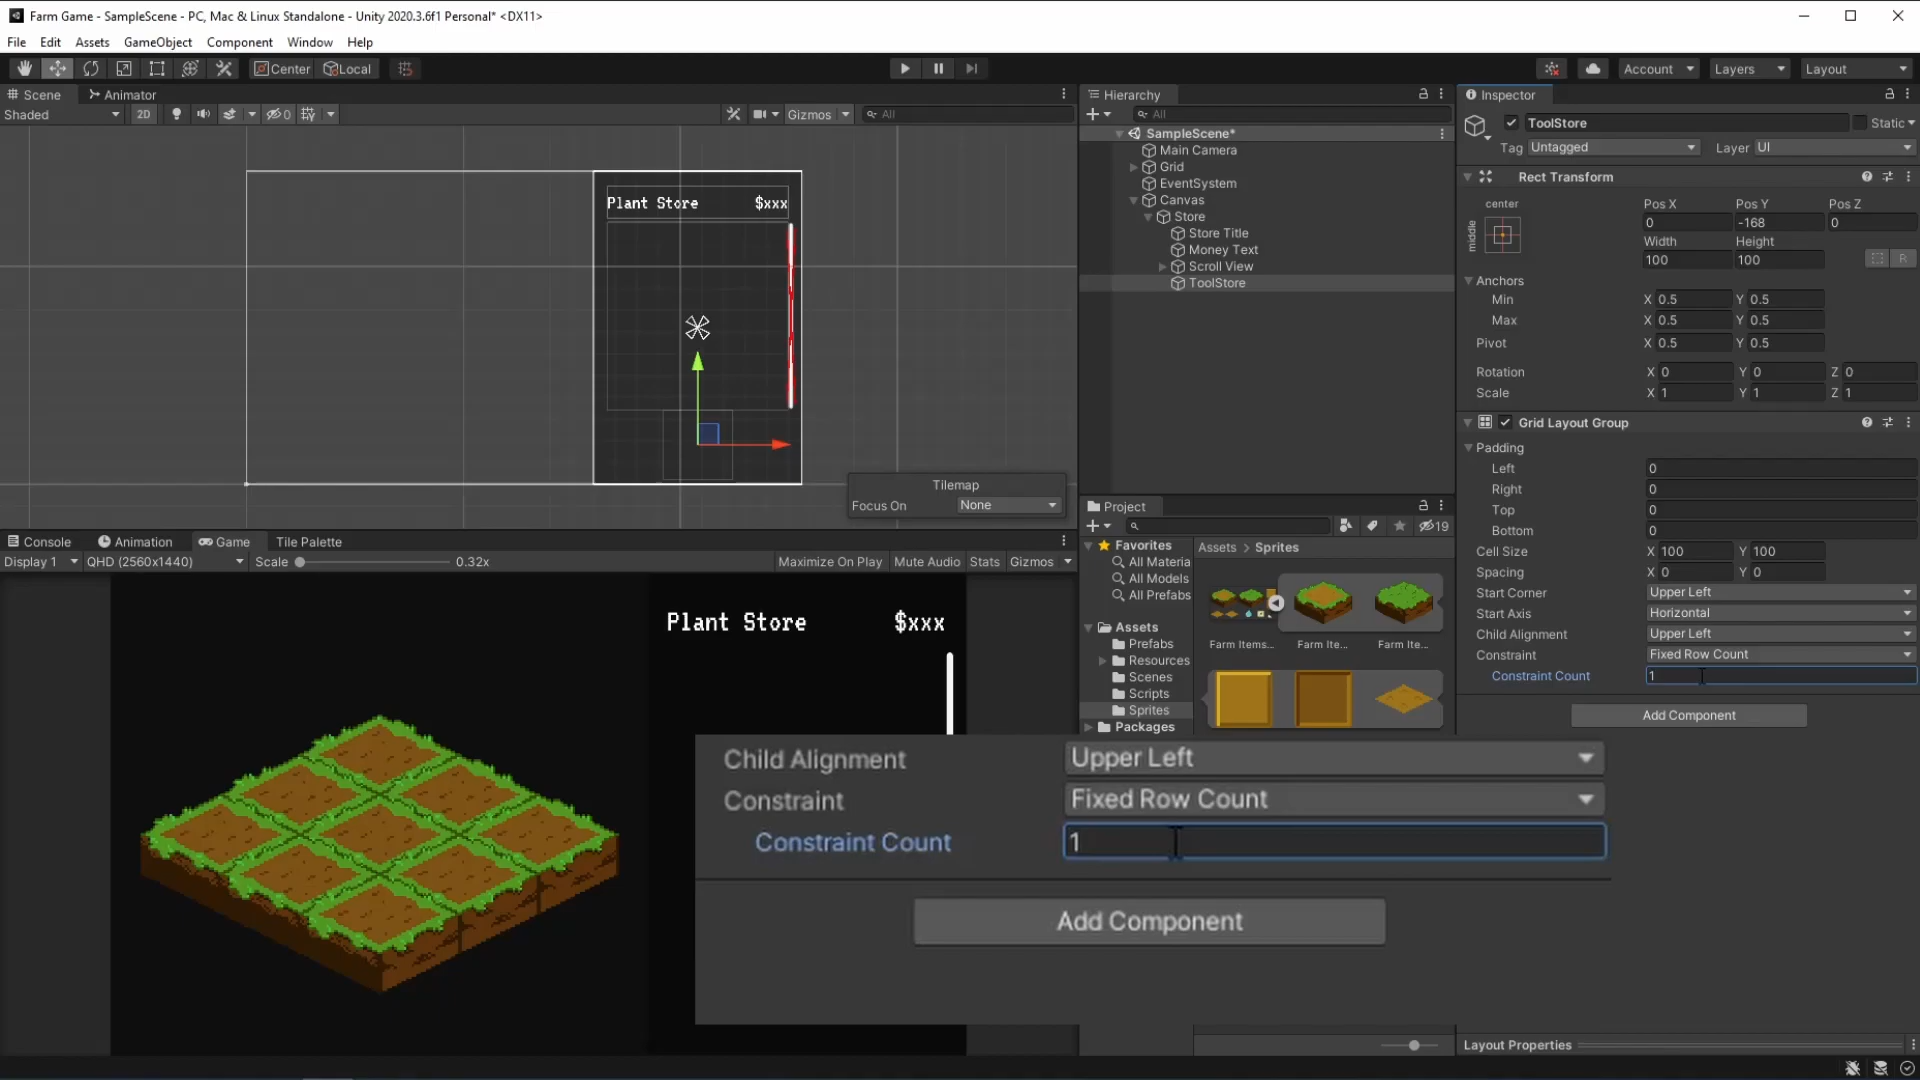 Farm Game - SampleScene - PC, Mac & Linux Standalone - Unity 2020.3.6f1 Personal* <DX11>
File Edit Assets GameObject Component Window Help
Center Local Account Layers Layout
Scene Animator
Shaded 2D 0 Gizmos All
Plant Store $xxx
Tilemap
Focus On None
Hierarchy
All
SampleScene*
Main Camera
Grid
EventSystem
Canvas
Store
Store Title
Money Text
Scroll View
ToolStore
Inspector
ToolStore Static
Tag Untagged Layer UI
Rect Transform
center Pos X Pos Y Pos Z
middle 0 -168 0
Width Height
100 100 R
Anchors
Min X 0.5 Y 0.5
Max X 0.5 Y 0.5
Pivot X 0.5 Y 0.5
Rotation X 0 Y 0 Z 0
Scale X 1 Y 1 Z 1
Grid Layout Group
Padding
Left 0
Right 0
Top 0
Bottom 0
Cell Size X 100 Y 100
Spacing X 0 Y 0
Start Corner Upper Left
Start Axis Horizontal
Child Alignment Upper Left
Constraint Fixed Row Count
Constraint Count 1
Add Component
Console Animation Game Tile Palette
Display 1 QHD (2560x1440) Scale 0.32x Maximize On Play Mute Audio Stats Gizmos
Plant Store $xxx
Project
19
Favorites
All Materia
All Models
All Prefabs
Assets
Prefabs
Resources
Scenes
Scripts
Sprites
Packages
Assets > Sprites
Farm Items... Farm Ite... Farm Ite...
Child Alignment Upper Left
Constraint Fixed Row Count
Constraint Count 1
Add Component
Layout Properties